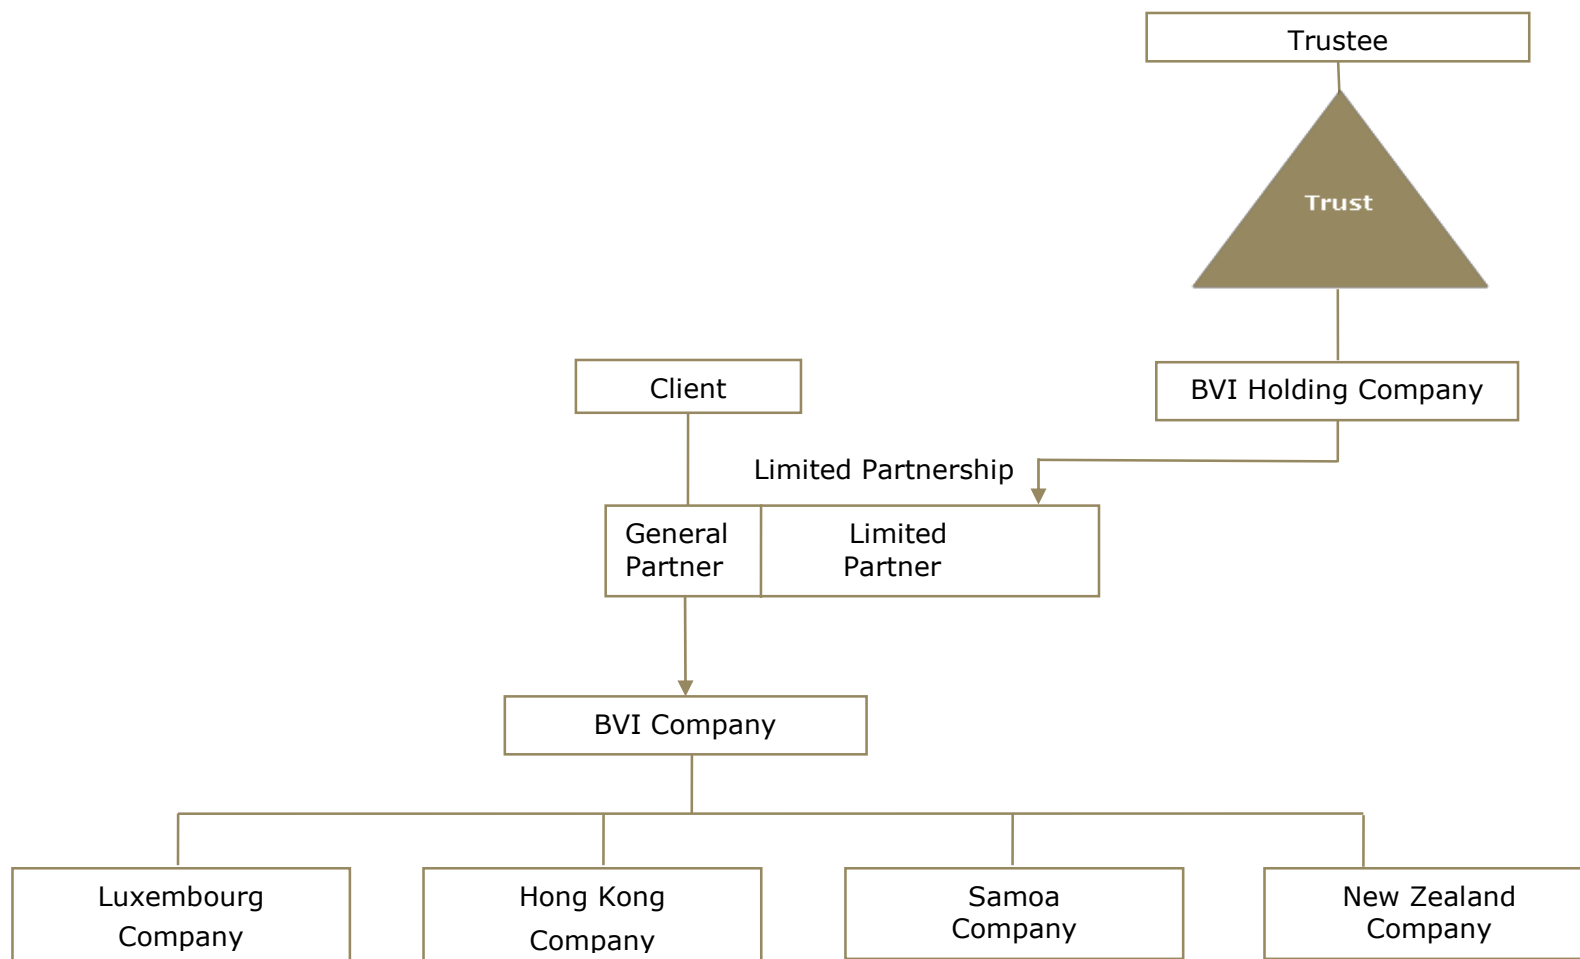 Trustee
Trust
Client
BVI Holding Company
Limited Partnership
General
Partner
Limited
Partner
BVI Company
Luxembourg
Company
Hong Kong
Company
Samoa
Company
New Zealand
Company